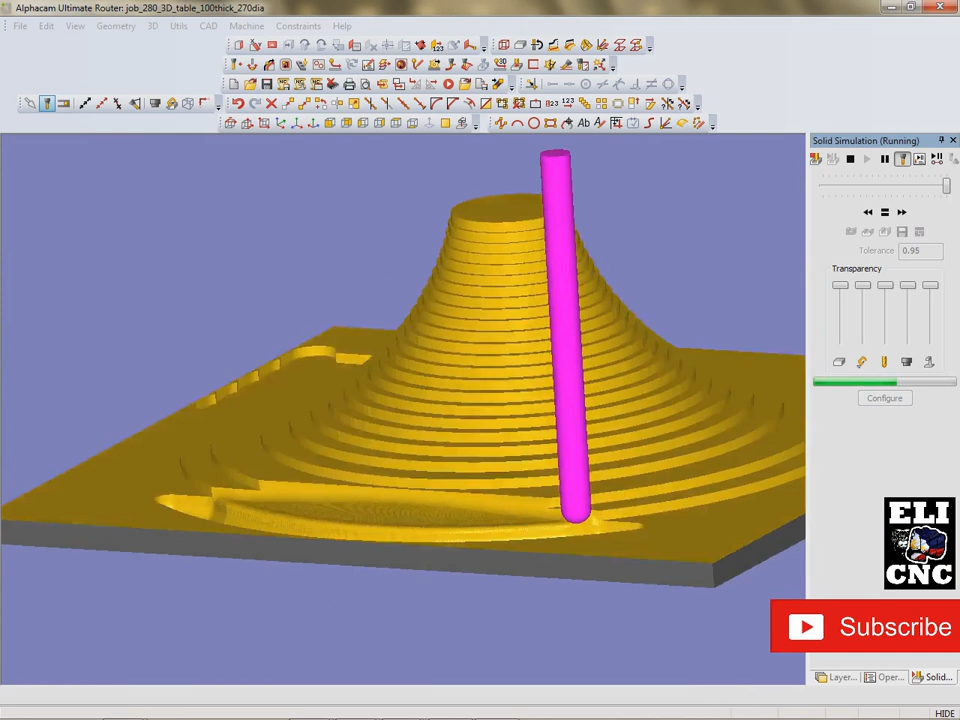 Alphacam Ultimate Router: job_280_3D_table_100thick_270dia
File Edit View Geometry 3D Utils CAD Machine Constraints Help
Solid Simulation (Running)
Tolerance 0.95
Transparency
Configure
ELI
CNC
Subscribe
Layer... Oper... Solid...
HIDE